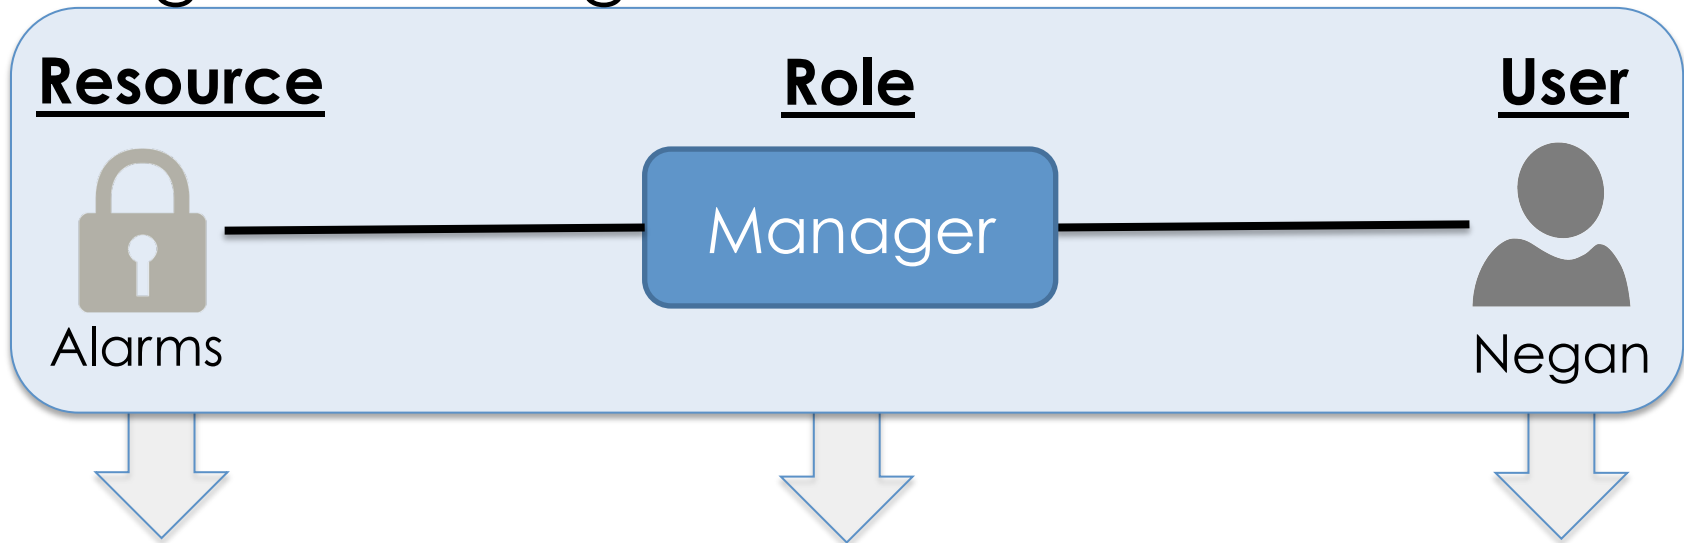 Resource
Role
User
Manager
Alarms
Negan